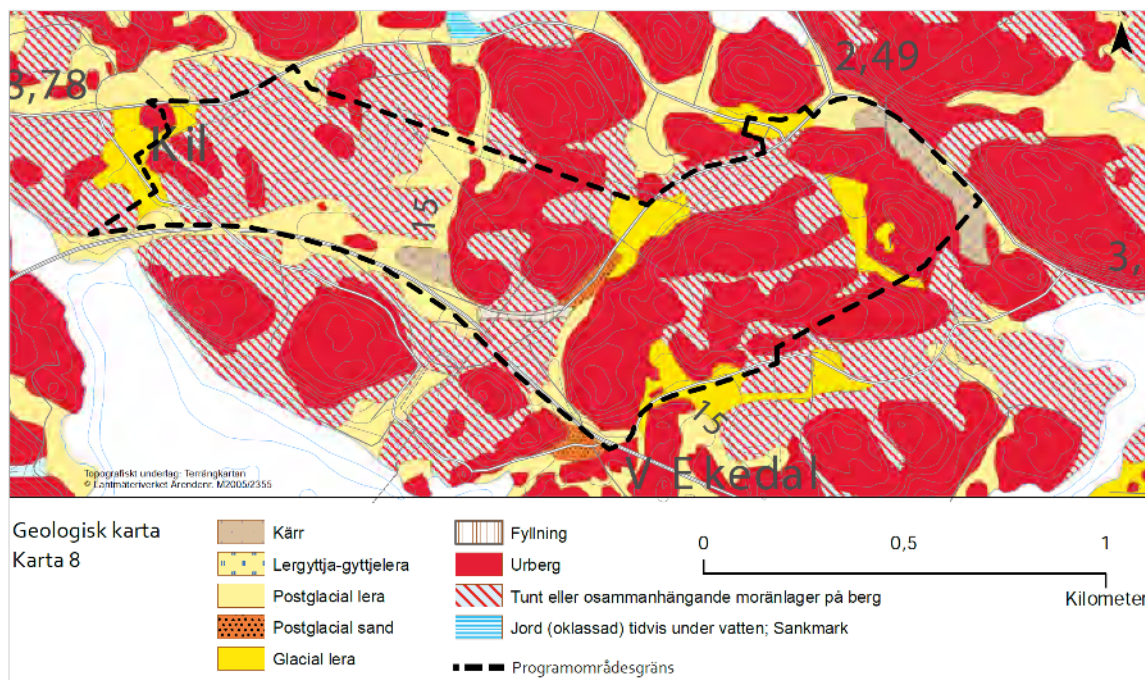 3,78
2,49
Kil
15
3,
15
V Ekedal
Topografiskt underlag: Terrängkartan
© Lantmäteriverket Ärendenr. M2005/2355
Geologisk karta
Karta 8
Kärr
Lergyttja-gyttjelera
Postglacial lera
Postglacial sand
Glacial lera
Fyllning
Urberg
Tunt eller osammanhängande moränlager på berg
Jord (oklassad) tidvis under vatten; Sankmark
Programområdesgräns
0 0,5 1
Kilometer